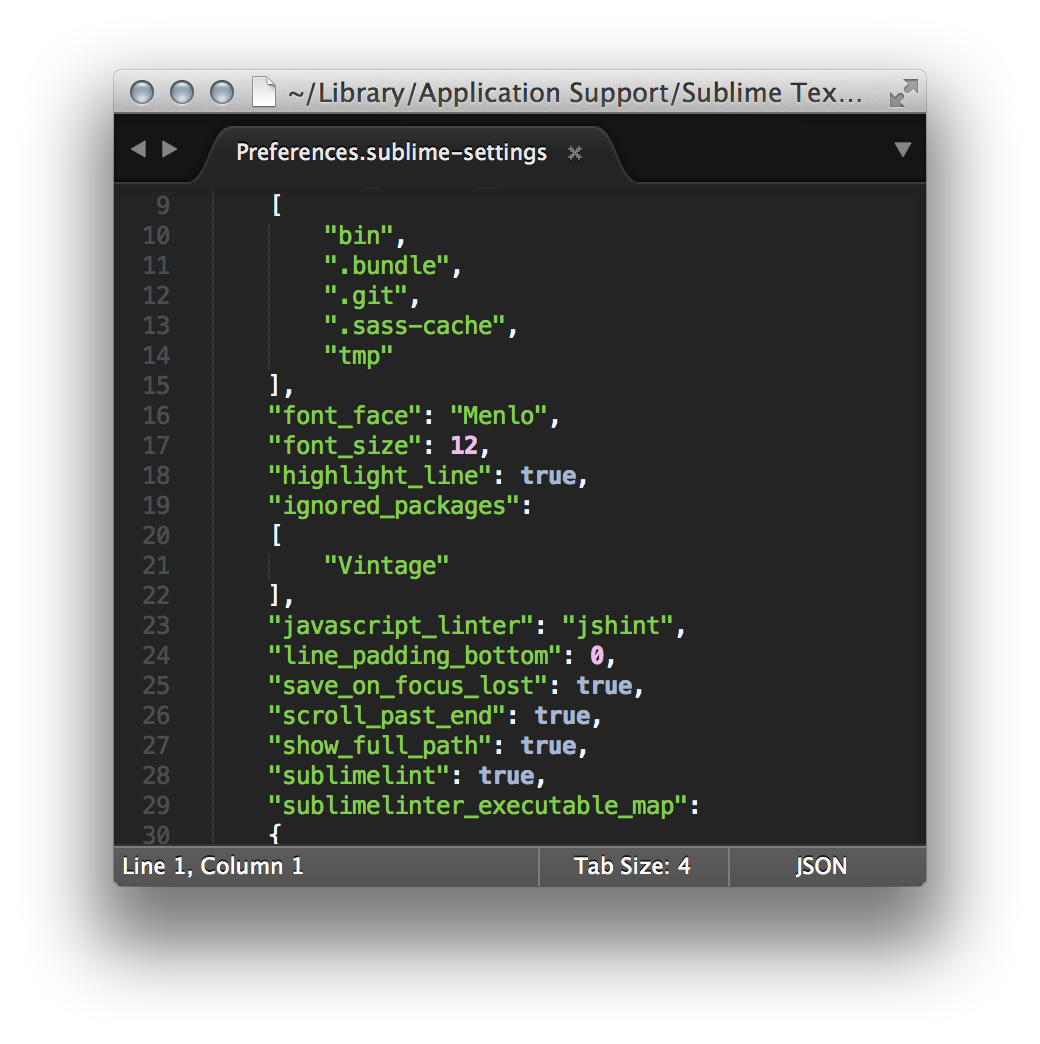 ~/Library/Application Support/Sublime Tex...
Preferences.sublime-settings
9 [
10 "bin",
11 ".bundle",
12 ".git",
13 ".sass-cache",
14 "tmp"
15 ],
16 "font_face": "Menlo",
17 "font_size": 12,
18 "highlight_line": true,
19 "ignored_packages":
20 [
21 "Vintage"
22 ],
23 "javascript_linter": "jshint",
24 "line_padding_bottom": 0,
25 "save_on_focus_lost": true,
26 "scroll_past_end": true,
27 "show_full_path": true,
28 "sublimelint": true,
29 "sublimelinter_executable_map":
30 {
Line 1, Column 1
Tab Size: 4
JSON